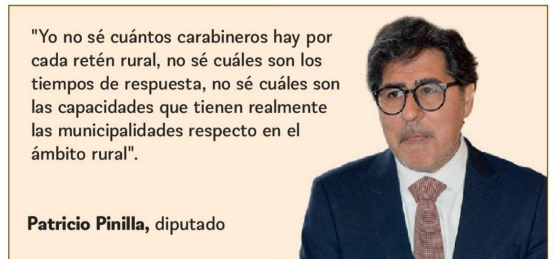 "Yo no sé cuántos carabineros hay por
cada retén rural, no sé cuáles son los
tiempos de respuesta, no sé cuáles son
las capacidades que tienen realmente
las municipalidades respecto en el
ámbito rural".
Patricio Pinilla, diputado